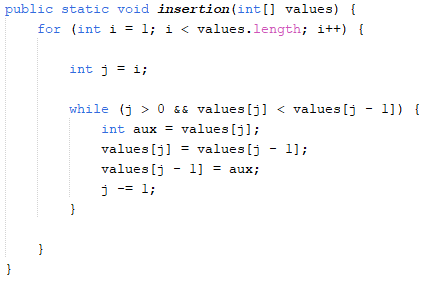 public static void insertion(int[] values) {
    for (int i = 1; i < values.length; i++) {

        int j = i;

        while (j > 0 && values[j] < values[j - 1]) {
            int aux = values[j];
            values[j] = values[j - 1];
            values[j - 1] = aux;
            j -= 1;
        }

    }
}